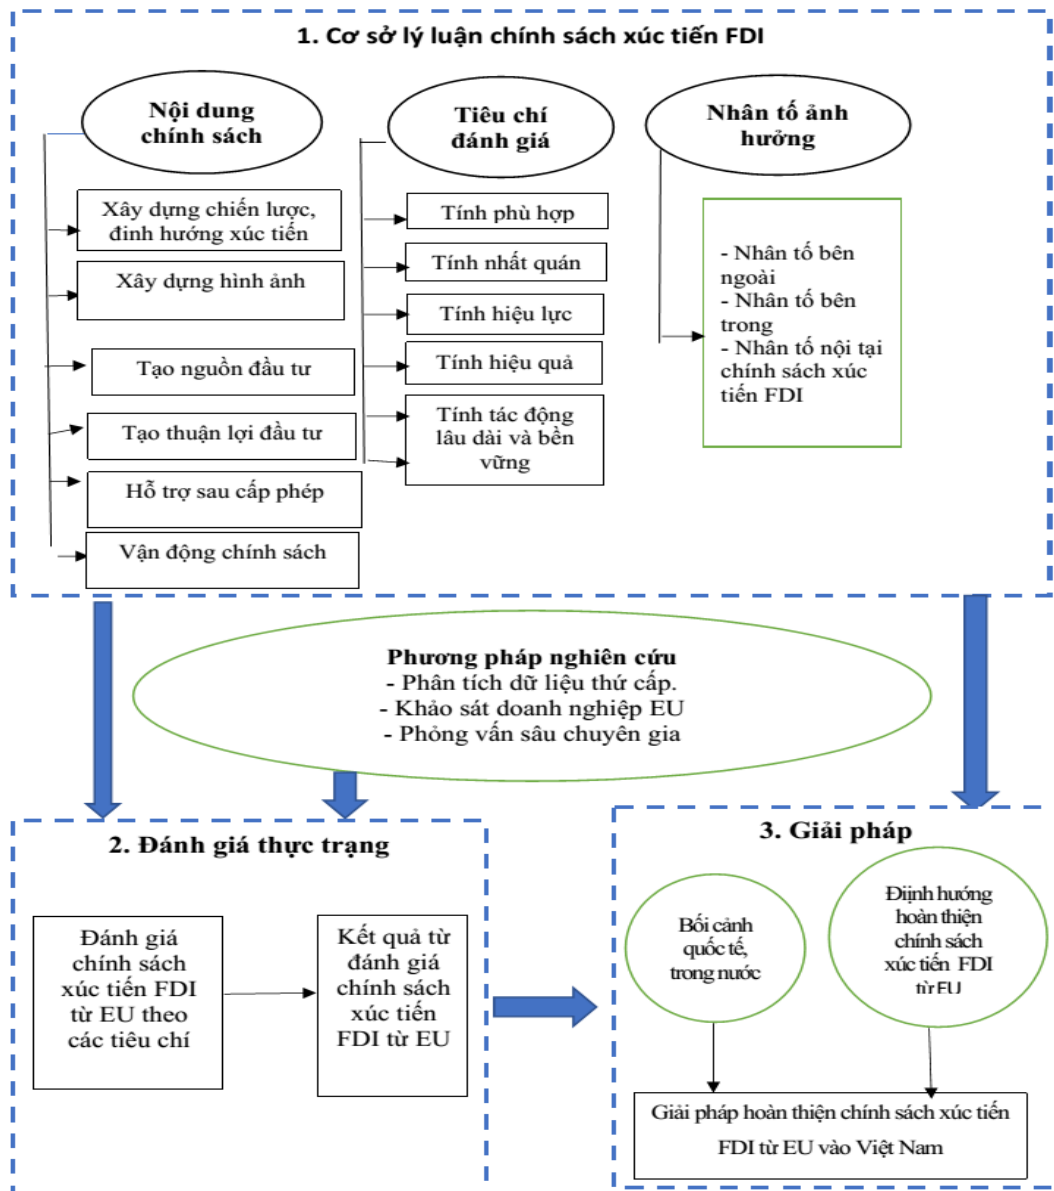 1. Cơ sở lý luận chính sách xúc tiến FDI
Nội dung
chính sách
Xây dựng chiến lược,
đinh hướng xúc tiến
Xây dựng hình ảnh
Tạo nguồn đầu tư
Tạo thuận lợi đầu tư
Hỗ trợ sau cấp phép
Vận động chính sách
Tiêu chí
đánh giá
Tính phù hợp
Tính nhất quán
Tính hiệu lực
Tính hiệu quả
Tính tác động
lâu dài và bền
vững
Nhân tố ảnh
hưởng
- Nhân tố bên
ngoài
- Nhân tố bên
trong
- Nhân tố nội tại
chính sách xúc
tiến FDI
Phương pháp nghiên cứu
- Phân tích dữ liệu thứ cấp.
- Khảo sát doanh nghiệp EU
- Phỏng vấn sâu chuyên gia
2. Đánh giá thực trạng
Đánh giá
chính sách
xúc tiến FDI
từ EU theo
các tiêu chí
Kết quả từ
đánh giá
chính sách
xúc tiến
FDI từ EU
3. Giải pháp
Bối cảnh
quốc tế,
trong nước
Điịnh hướng
hoàn thiện
chính sách
xúc tiến FDI
từ EU
Giải pháp hoàn thiện chính sách xúc tiến
FDI từ EU vào Việt Nam